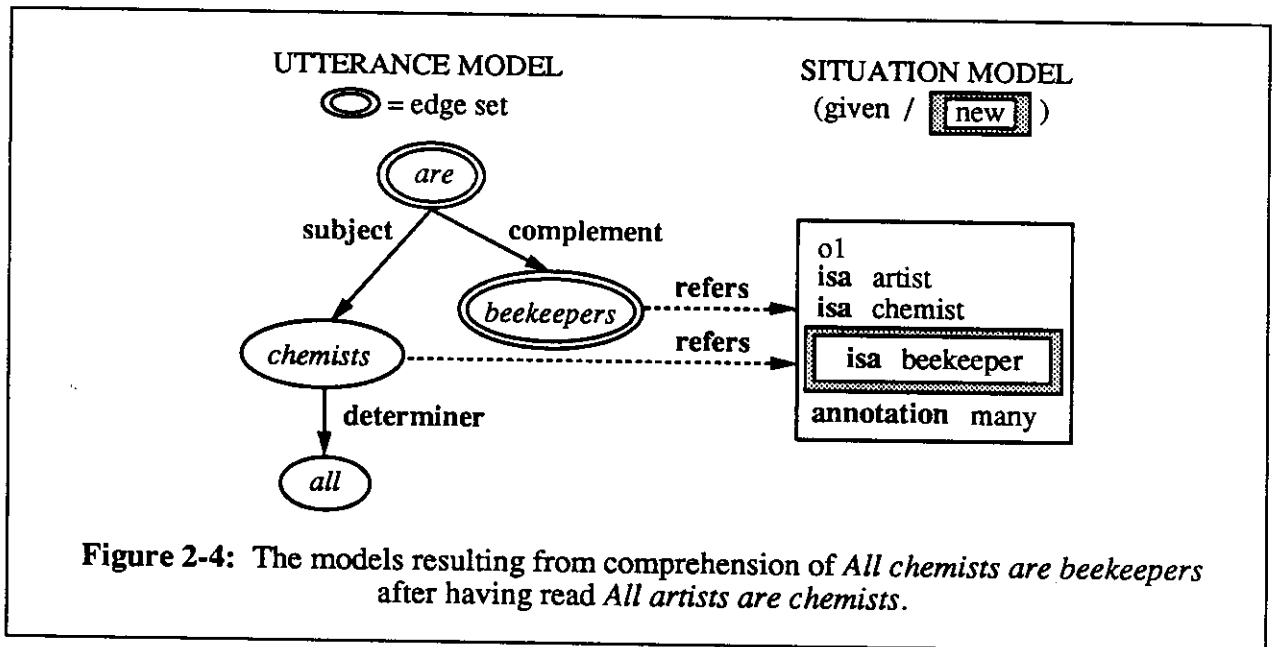 UTTERANCE MODEL
= edge set
SITUATION MODEL
(given / new )
are
subject
complement
beekeepers
refers
chemists
refers
determiner
all
o1
isa artist
isa chemist
isa beekeeper
annotation many
Figure 2-4: The models resulting from comprehension of All chemists are beekeepers
after having read All artists are chemists.